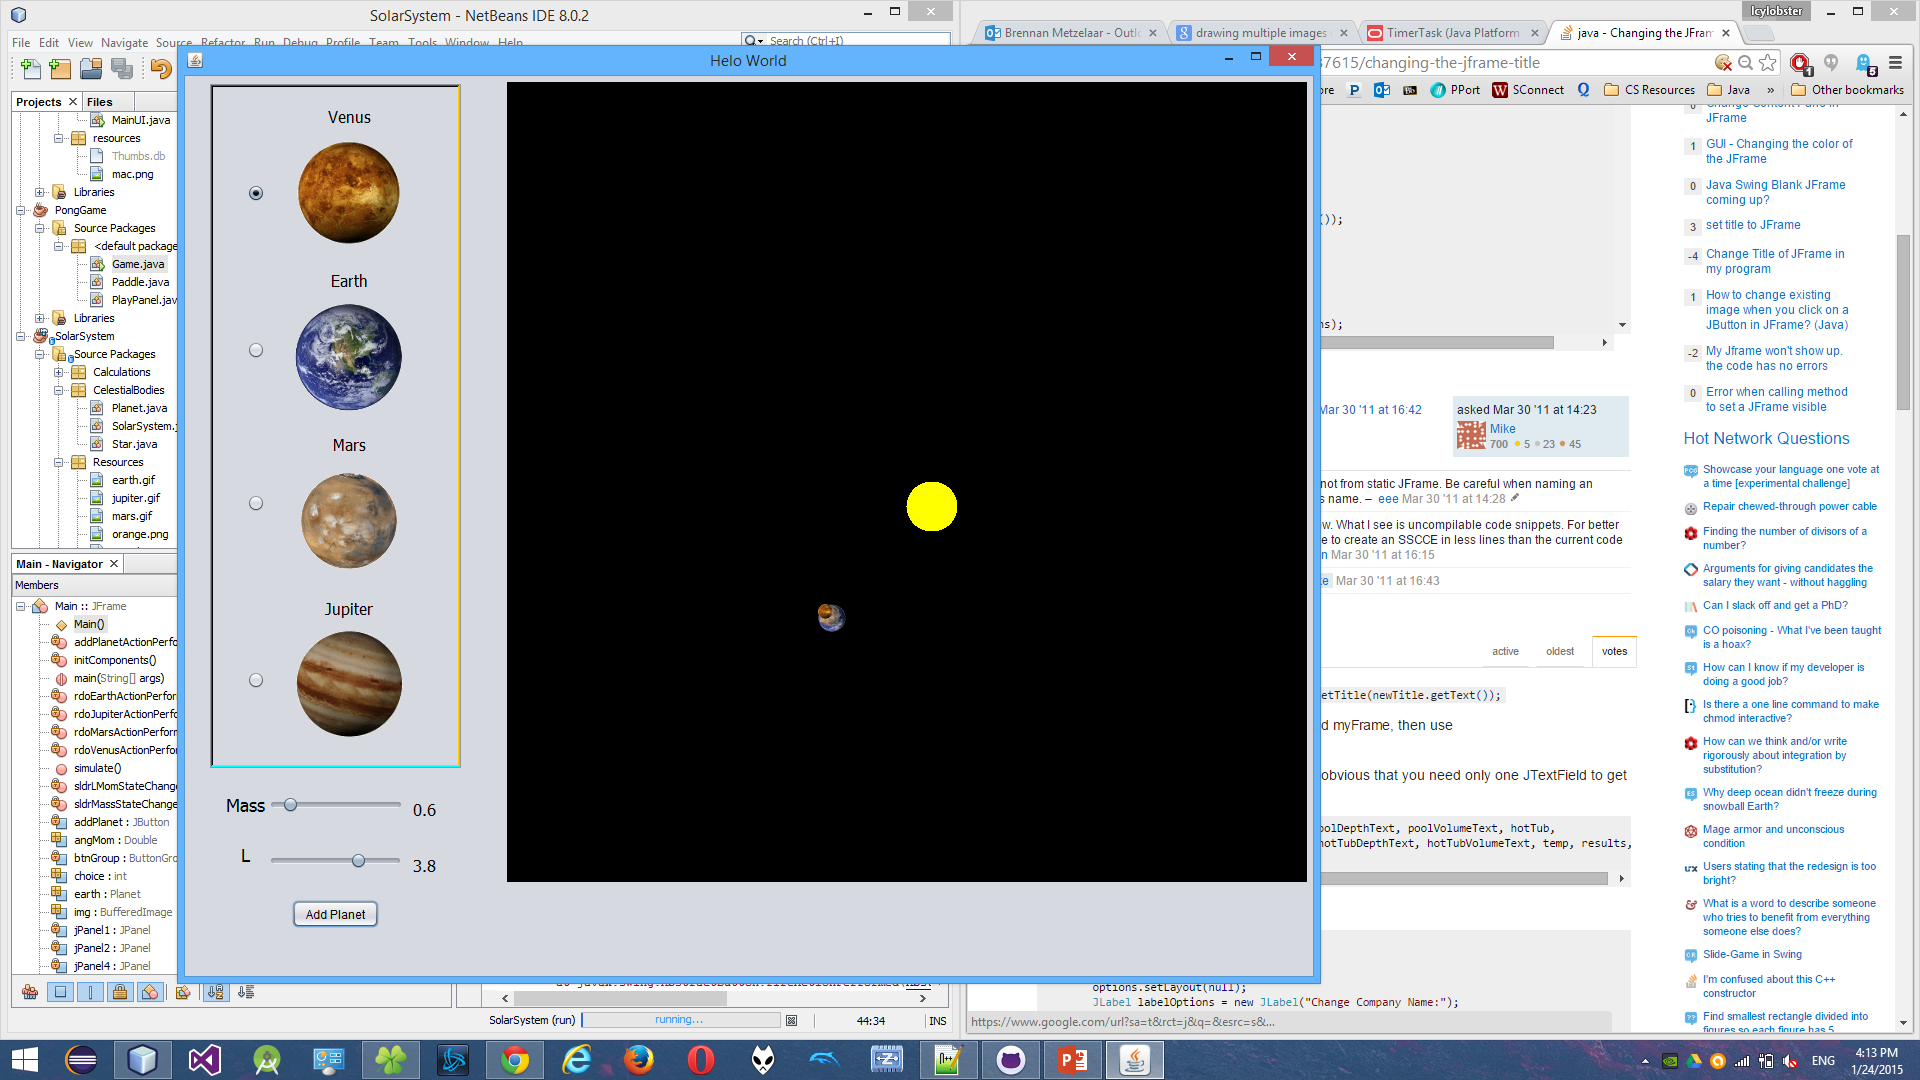 SolarSystem - NetBeans IDE 8.0.2
File Edit View Navigate Source Refactor Run Debug Profile Team Tools Window Help
Search (Ctrl+I)
Projects
Files
MainUI.java
resources
Thumbs.db
mac.png
Libraries
PongGame
Source Packages
<default package
Game.java
Paddle.java
PlayPanel.jav
Libraries
SolarSystem
Source Packages
Calculations
CelestialBodies
Planet.java
SolarSystem.j
Star.java
Resources
earth.gif
jupiter.gif
mars.gif
orange.png
Main - Navigator
Members
Main :: JFrame
Main()
addPlanetActionPerfo
initComponents()
main(String[] args)
rdoEarthActionPerfor
rdoJupiterActionPerfo
rdoMarsActionPerform
rdoVenusActionPerfo
simulate()
sldrLMomStateChange
sldrMassStateChange
addPlanet : JButton
angMom : Double
btnGroup : ButtonGro
choice : int
earth : Planet
img : BufferedImage
jPanel1 : JPanel
jPanel2 : JPanel
jPanel4 : JPanel
Helo World
Venus
Earth
Mars
Jupiter
Mass
0.6
L
3.8
Add Planet
SolarSystem (run)
running...
44:34
INS
Icylobster
Brennan Metzelaar - Outlo
drawing multiple images
TimerTask (Java Platform
java - Changing the JFram
37615/changing-the-jframe-title
ore
PPort
SConnect
CS Resources
Java
»
Other bookmarks
());
ns);
Mar 30 '11 at 16:42
asked Mar 30 '11 at 14:23
Mike
700 5 23 45
not from static JFrame. Be careful when naming an
s name. – eee Mar 30 '11 at 14:28
w. What I see is uncompilable code snippets. For better
e to create an SSCCE in less lines than the current code
n Mar 30 '11 at 16:15
ke Mar 30 '11 at 16:43
active
oldest
votes
etTitle(newTitle.getText());
d myFrame, then use
obvious that you need only one JTextField to get
poolDepthText, poolVolumeText, hotTub,
hotTubDepthText, hotTubVolumeText, temp, results,
options.setLayout(null);
JLabel labelOptions = new JLabel("Change Company Name:");
https://www.google.com/url?sa=t&rct=j&q=&esrc=s&...
0 Change Content Pane in
JFrame
1 GUI - Changing the color of
the JFrame
0 Java Swing Blank JFrame
coming up?
3 set title to JFrame
-4 Change Title of JFrame in
my program
1 How to change existing
image when you click on a
JButton in JFrame? (Java)
-2 My Jframe won't show up.
the code has no errors
0 Error when calling method
to set a JFrame visible
Hot Network Questions
Showcase your language one vote at
a time [experimental challenge]
Repair chewed-through power cable
Finding the number of divisors of a
number?
Arguments for giving candidates the
salary they want - without haggling
Can I slack off and get a PhD?
CO poisoning - What I've been taught
is a hoax?
How can I know if my developer is
doing a good job?
Is there a one line command to make
chmod interactive?
How can we think and/or write
rigorously about integration by
substitution?
Why deep ocean didn't freeze during
snowball Earth?
Mage armor and unconscious
condition
Users stating that the redesign is too
bright?
What is a word to describe someone
who tries to benefit from everything
someone else does?
Slide-Game in Swing
I'm confused about this C++
constructor
Find smallest rectangle divided into
figures so each figure has 5
ENG
4:13 PM
1/24/2015